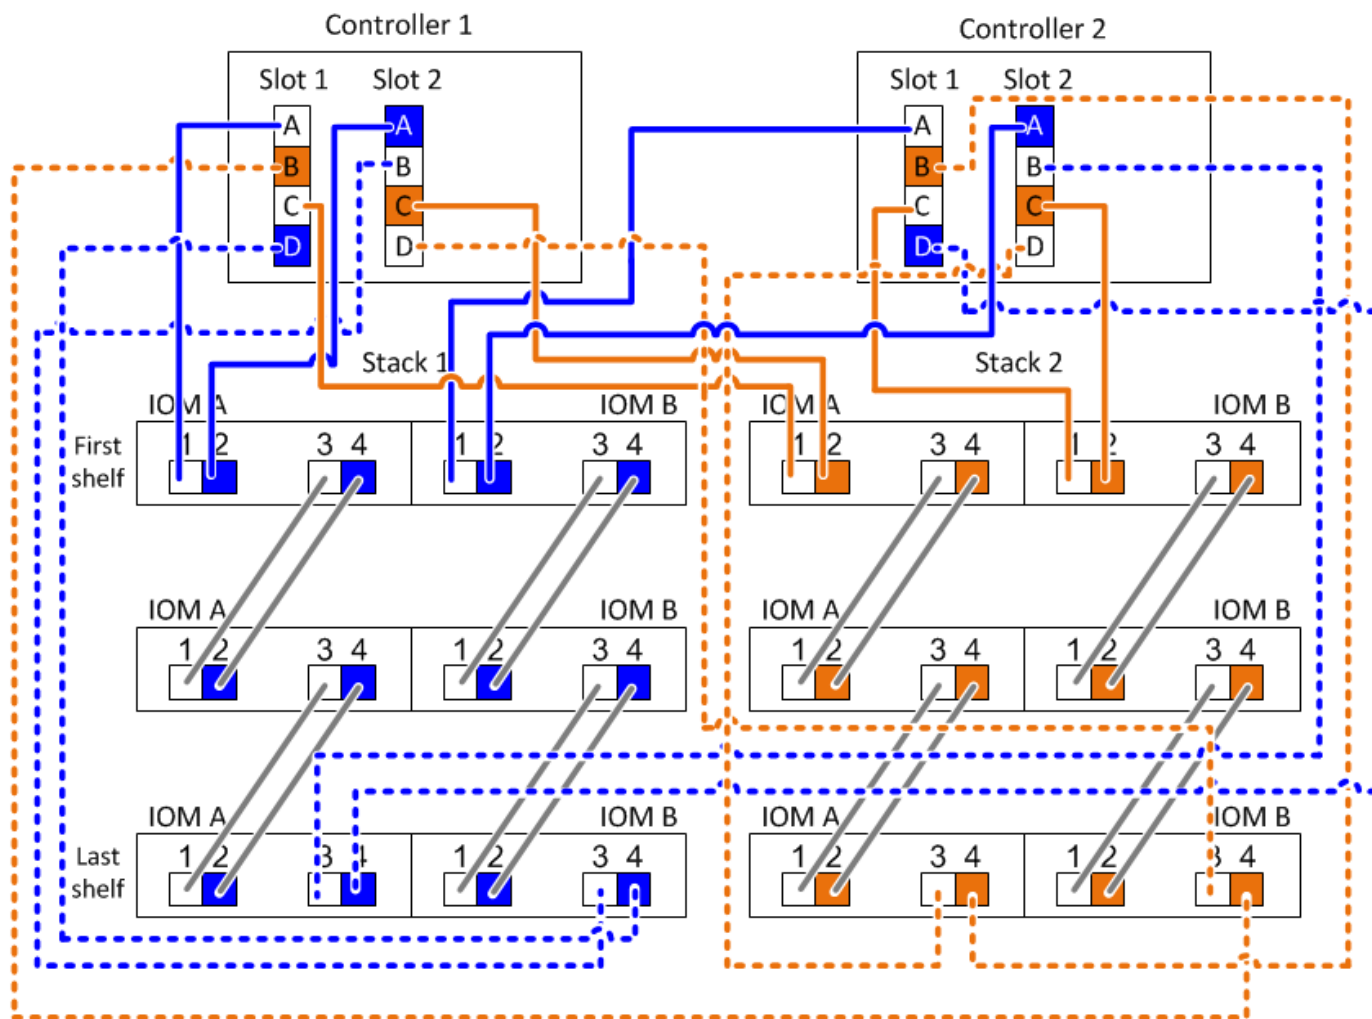 Controller 1 Controller 2
Slot 1 Slot 2 Slot 1 Slot 2
A A A A
B B B B
C C C C
D D D D
Stack 1 Stack 2
IOM A IOM B IOM A IOM B
First shelf
1 2 3 4 1 2 3 4 1 2 3 4 1 2 3 4
IOM A IOM B IOM A IOM B
1 2 3 4 1 2 3 4 1 2 3 4 1 2 3 4
IOM A IOM B IOM A IOM B
Last shelf
1 2 3 4 1 2 3 4 1 2 3 4 1 2 3 4